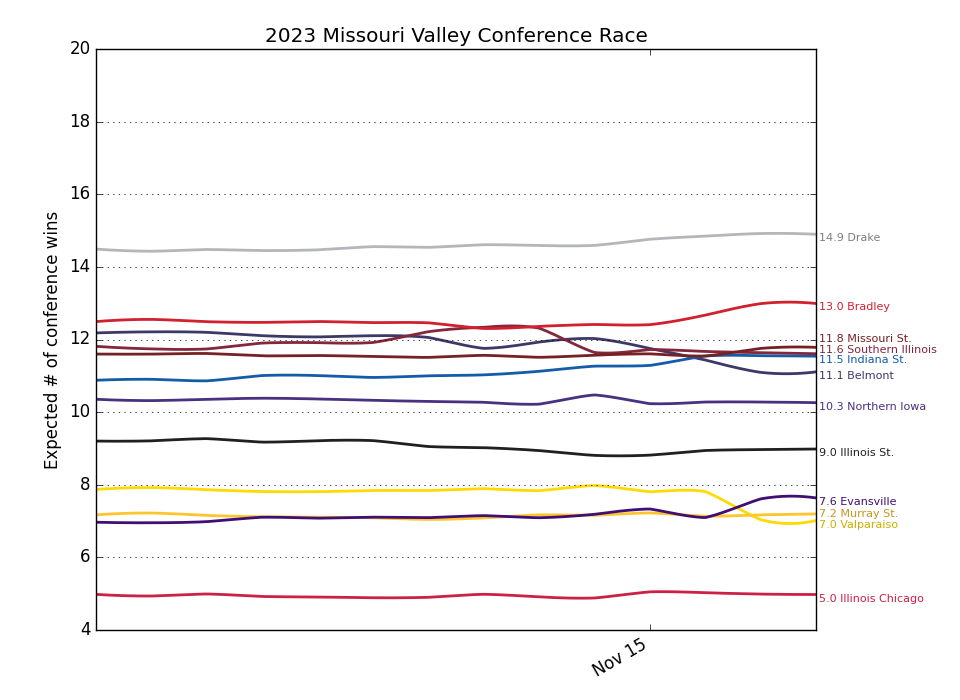 2023 Missouri Valley Conference Race
Expected # of conference wins
20
18
16
14
12
10
8
6
4
Nov 15
14.9 Drake
13.0 Bradley
11.8 Missouri St.
11.6 Southern Illinois
11.5 Indiana St.
11.1 Belmont
10.3 Northern Iowa
9.0 Illinois St.
7.6 Evansville
7.2 Murray St.
7.0 Valparaiso
5.0 Illinois Chicago